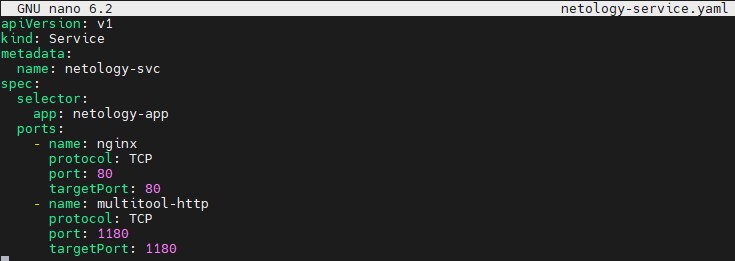 GNU nano 6.2 netology-service.yaml
apiVersion: v1
kind: Service
metadata:
  name: netology-svc
spec:
  selector:
    app: netology-app
  ports:
    - name: nginx
      protocol: TCP
      port: 80
      targetPort: 80
    - name: multitool-http
      protocol: TCP
      port: 1180
      targetPort: 1180